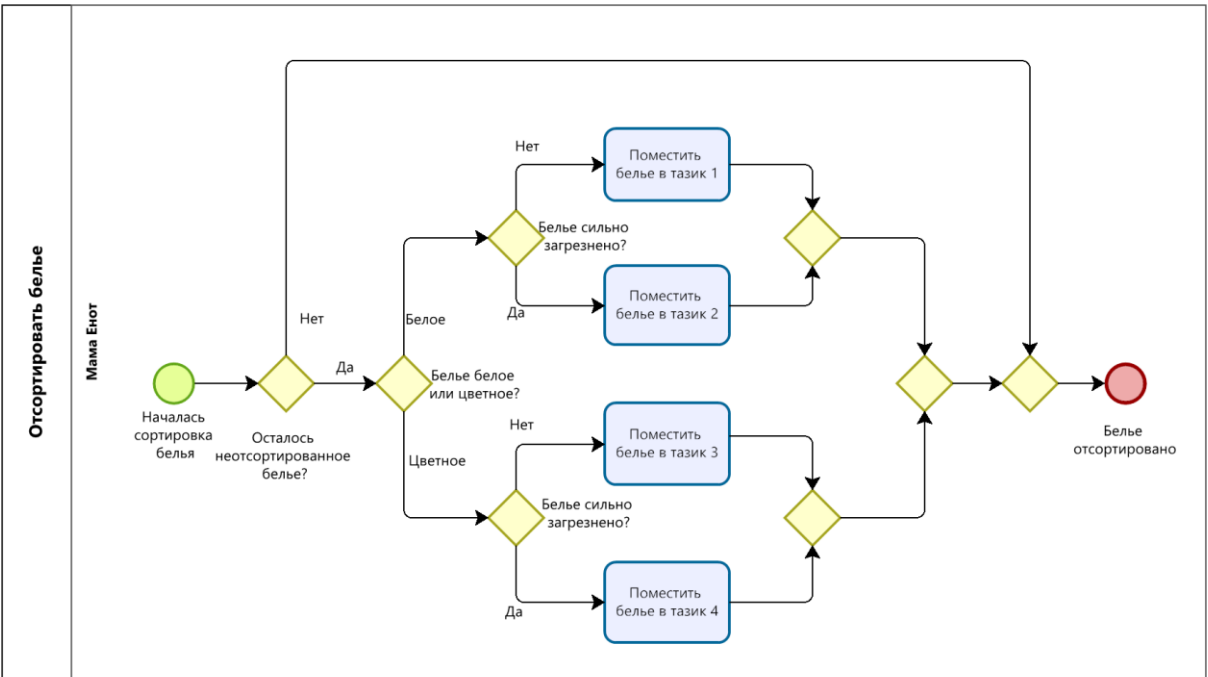 Отсортировать белье
Мама Енот
Началась
сортировка
белья
Осталось
неотсортированное
белье?
Нет
Да
Белье белое
или цветное?
Белое
Цветное
Белье сильно
загрезнено?
Нет
Да
Поместить
белье в тазик 1
Поместить
белье в тазик 2
Белье сильно
загрезнено?
Нет
Да
Поместить
белье в тазик 3
Поместить
белье в тазик 4
Белье
отсортировано